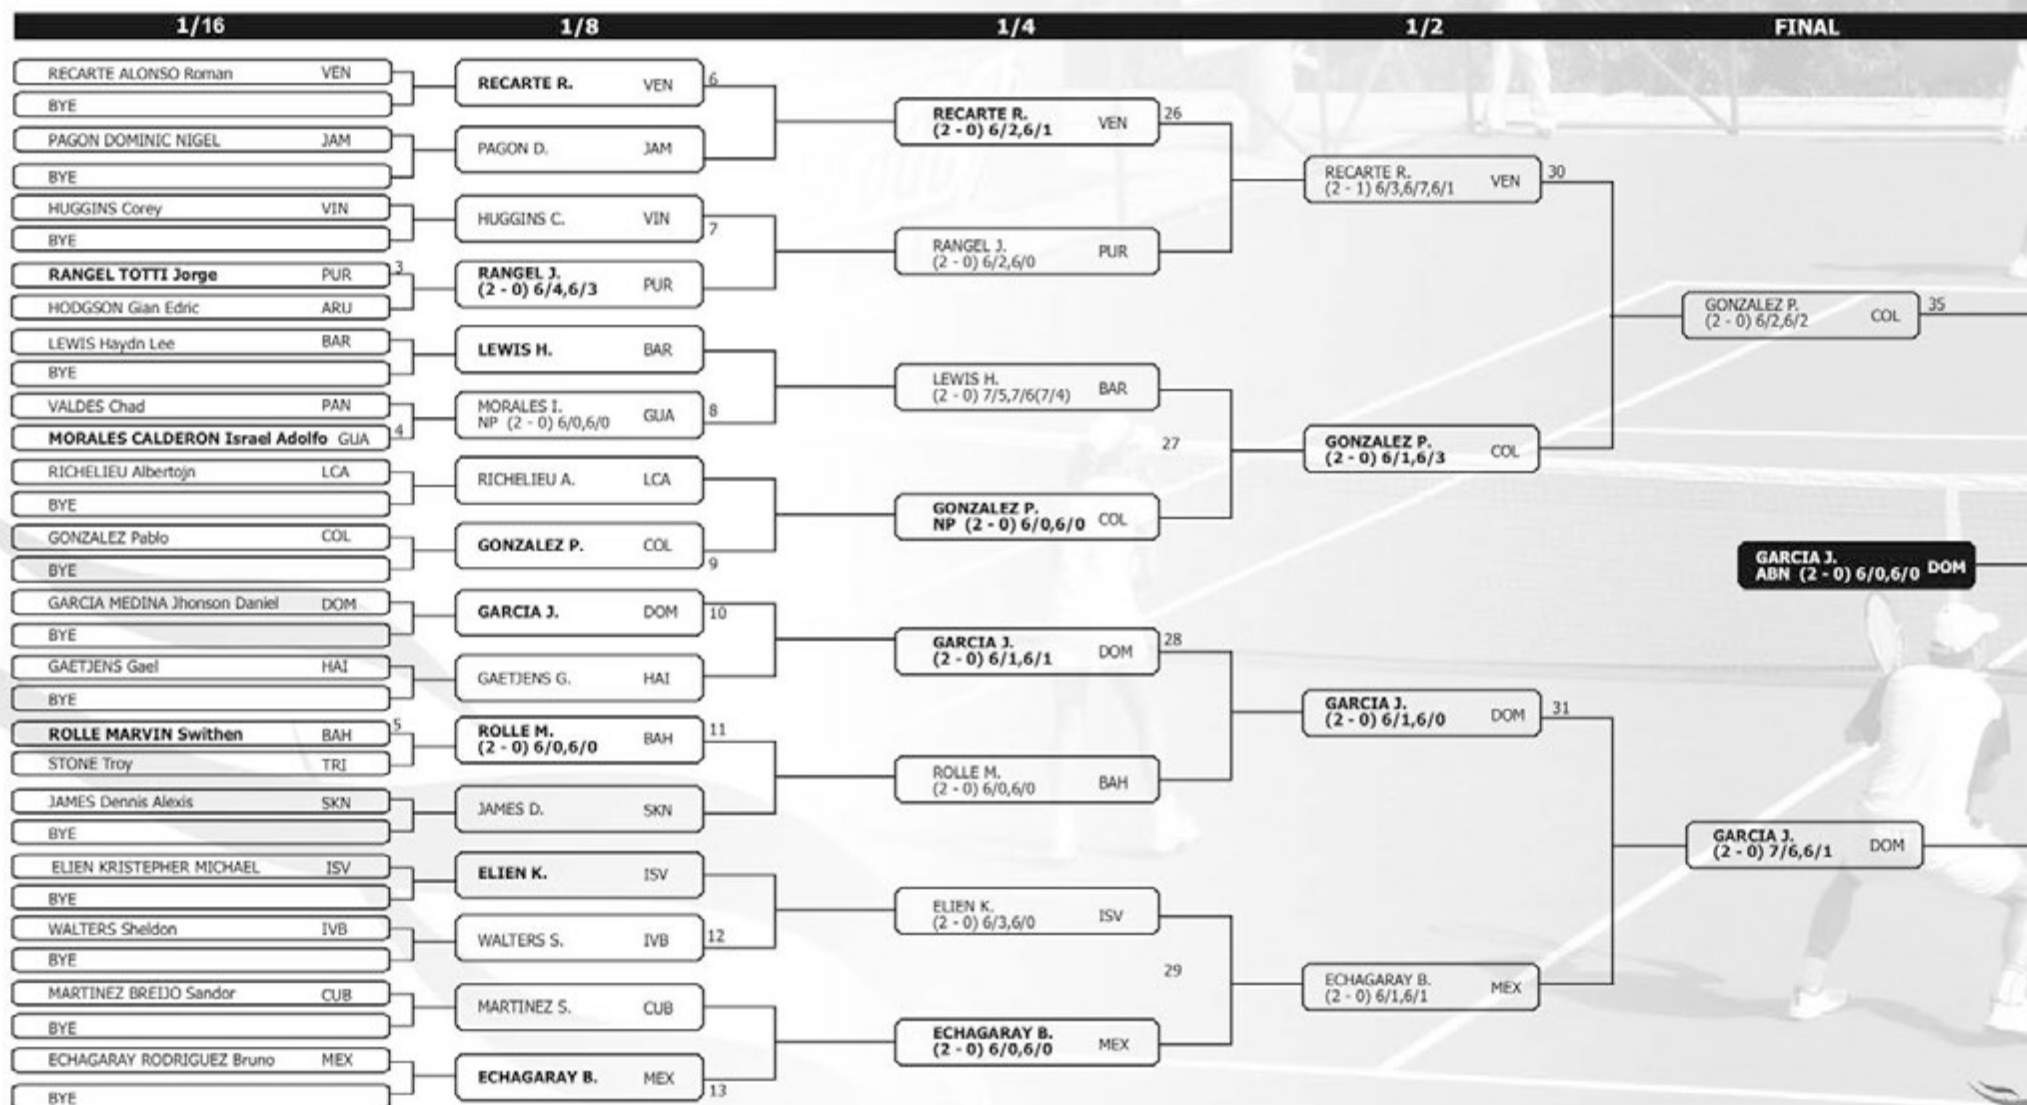 1/16 1/8 1/4 1/2 FINAL
RECARTE ALONSO Roman VEN
BYE
PAGON DOMINIC NIGEL JAM
BYE
HUGGINS Corey VIN
BYE
RANGEL TOTTI Jorge PUR 3
HODGSON Gian Edric ARU
LEWIS Haydn Lee BAR
BYE
VALDES Chad PAN
MORALES CALDERON Israel Adolfo GUA 4
RICHELIEU Albertojn LCA
BYE
GONZALEZ Pablo COL
BYE
GARCIA MEDINA Jhonson Daniel DOM
BYE
GAETJENS Gael HAI
BYE
ROLLE MARVIN Swithen BAH 5
STONE Troy TRI
JAMES Dennis Alexis SKN
BYE
ELIEN KRISTEPHER MICHAEL ISV
BYE
WALTERS Sheldon IVB
BYE
MARTINEZ BREIJO Sandor CUB
BYE
ECHAGARAY RODRIGUEZ Bruno MEX
BYE
RECARTE R. VEN 6
PAGON D. JAM
HUGGINS C. VIN 7
RANGEL J. PUR
(2 - 0) 6/4,6/3
LEWIS H. BAR
MORALES I. GUA 8
NP (2 - 0) 6/0,6/0
RICHELIEU A. LCA
GONZALEZ P. COL 9
GARCIA J. DOM 10
GAETJENS G. HAI
ROLLE M. BAH 11
(2 - 0) 6/0,6/0
JAMES D. SKN
ELIEN K. ISV
WALTERS S. IVB 12
MARTINEZ S. CUB
ECHAGARAY B. MEX 13
RECARTE R. VEN 26
(2 - 0) 6/2,6/1
RANGEL J. PUR
(2 - 0) 6/2,6/0
LEWIS H. BAR
(2 - 0) 7/5,7/6(7/4)
27
GONZALEZ P. COL
NP (2 - 0) 6/0,6/0
GARCIA J. DOM 28
(2 - 0) 6/1,6/1
ROLLE M. BAH
(2 - 0) 6/0,6/0
ELIEN K. ISV
(2 - 0) 6/3,6/0
29
ECHAGARAY B. MEX
(2 - 0) 6/0,6/0
RECARTE R. VEN 30
(2 - 1) 6/3,6/7,6/1
GONZALEZ P. COL
(2 - 0) 6/1,6/3
GARCIA J. DOM 31
(2 - 0) 6/1,6/0
ECHAGARAY B. MEX
(2 - 0) 6/1,6/1
GONZALEZ P. COL 35
(2 - 0) 6/2,6/2
GARCIA J. DOM
ABN (2 - 0) 6/0,6/0
GARCIA J. DOM
(2 - 0) 7/6,6/1